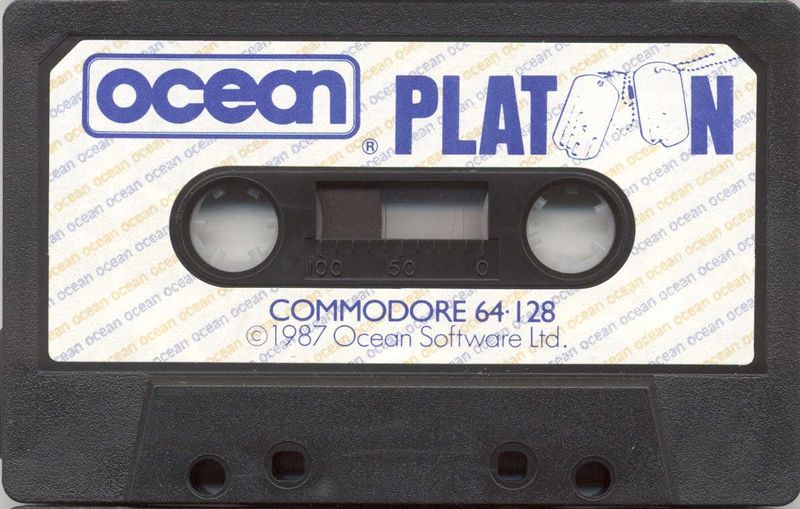 ocean
®
PLATOON
100 50 0
COMMODORE 64·128
©1987 Ocean Software Ltd.